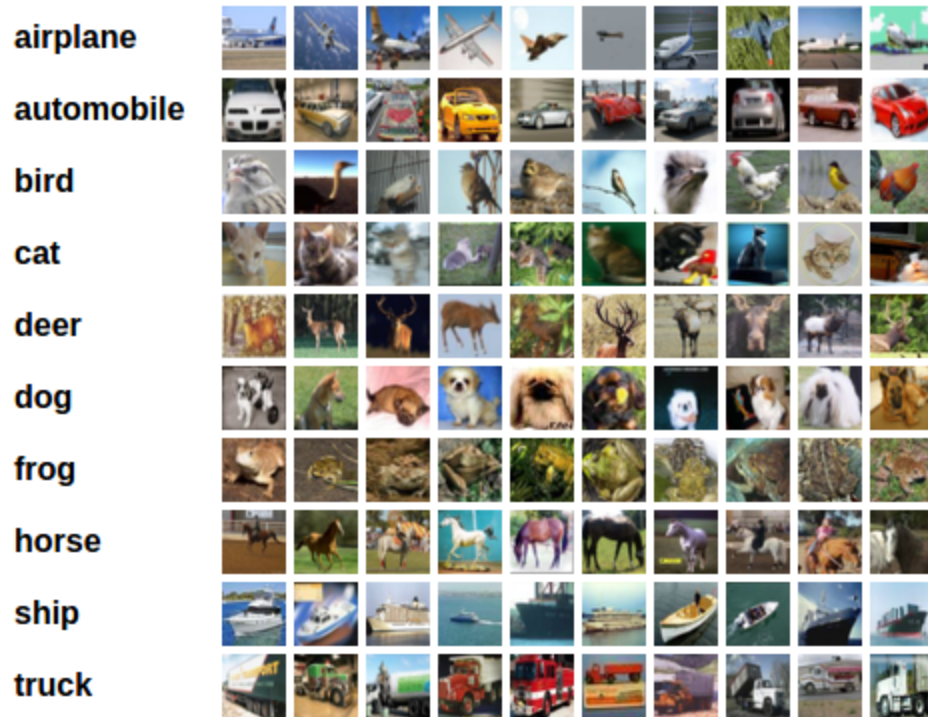 airplane
automobile
bird
cat
deer
dog
frog
horse
ship
truck